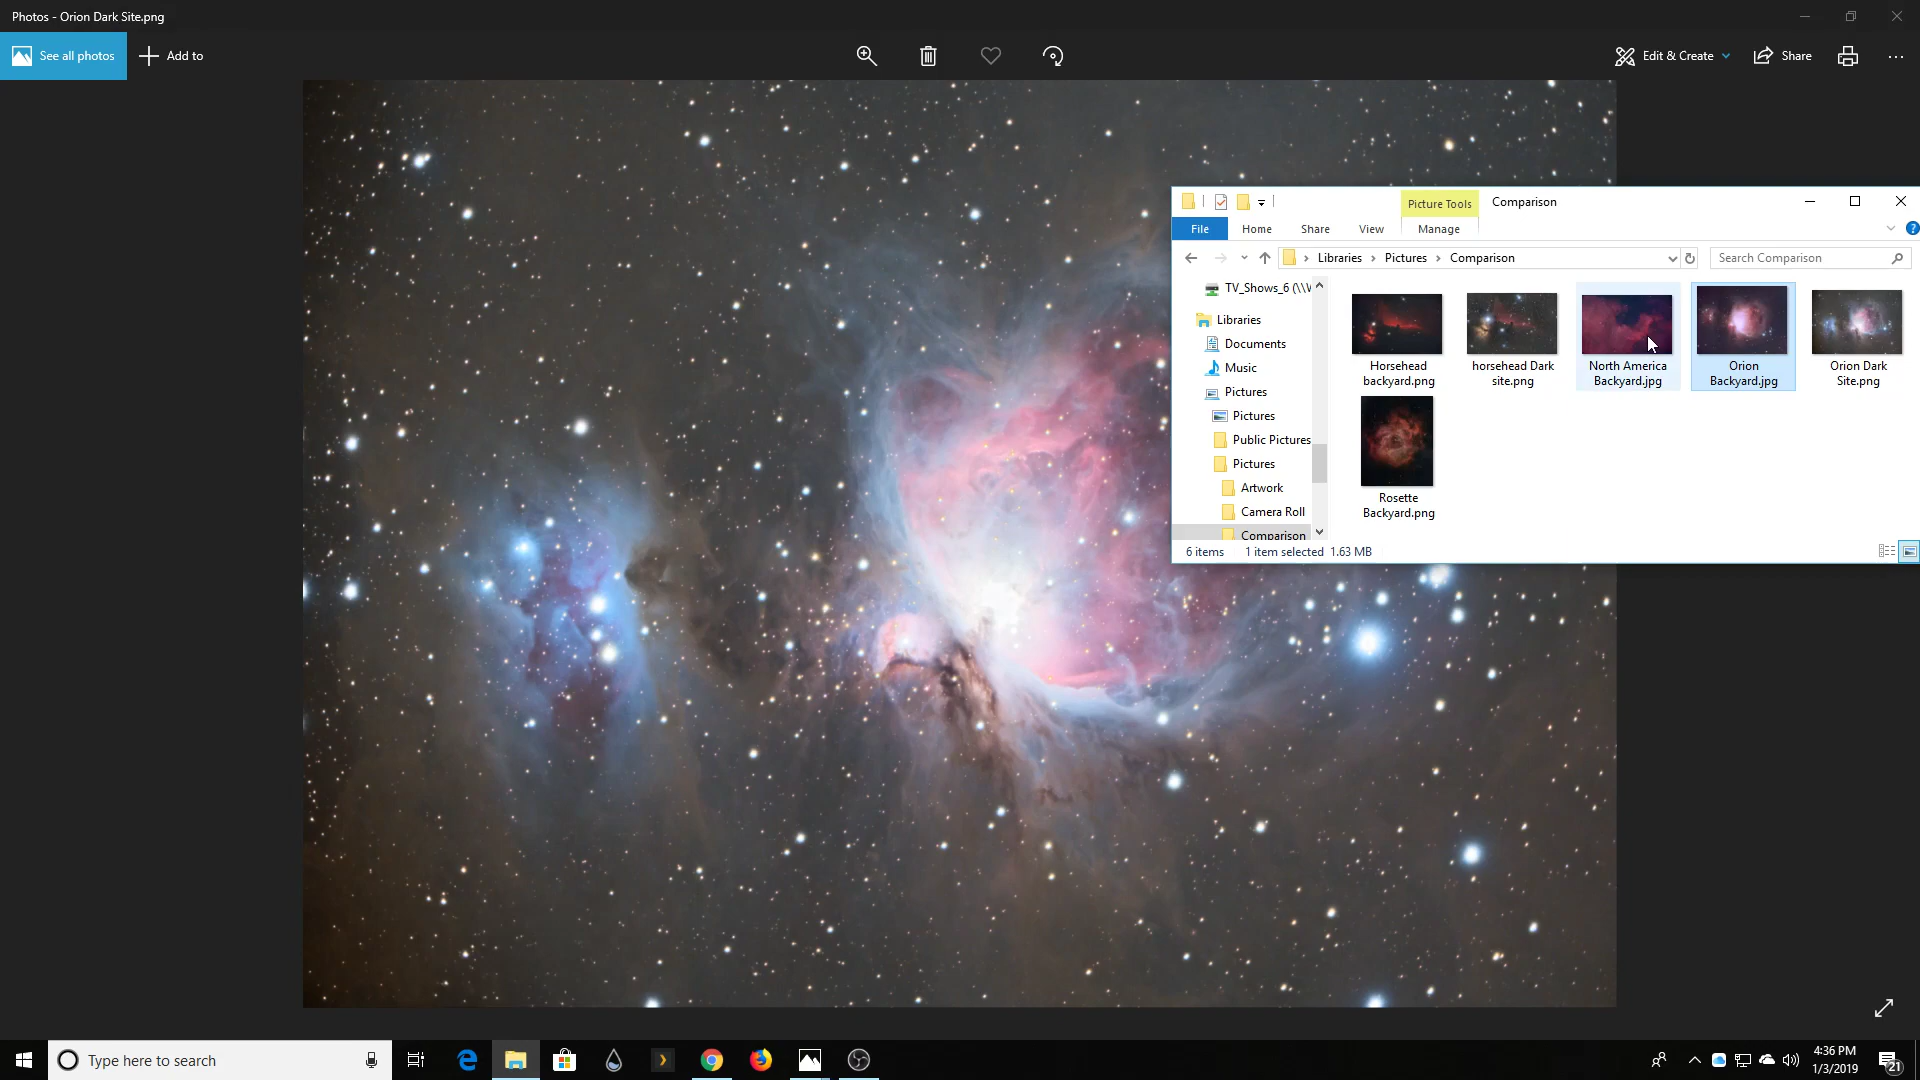 Photos - Orion Dark Site.png
See all photos
Add to
Edit & Create
Share
Picture Tools
Comparison
File
Home
Share
View
Manage
Libraries
Pictures
Comparison
Search Comparison
TV_Shows_6 (\\
Libraries
Documents
Music
Pictures
Pictures
Public Pictures
Pictures
Artwork
Camera Roll
Comparison
Horsehead
backyard.png
horsehead Dark
site.png
North America
Backyard.jpg
Orion
Backyard.jpg
Orion Dark
Site.png
Rosette
Backyard.png
6 items
1 item selected 1.63 MB
Type here to search
4:36 PM
1/3/2019
21